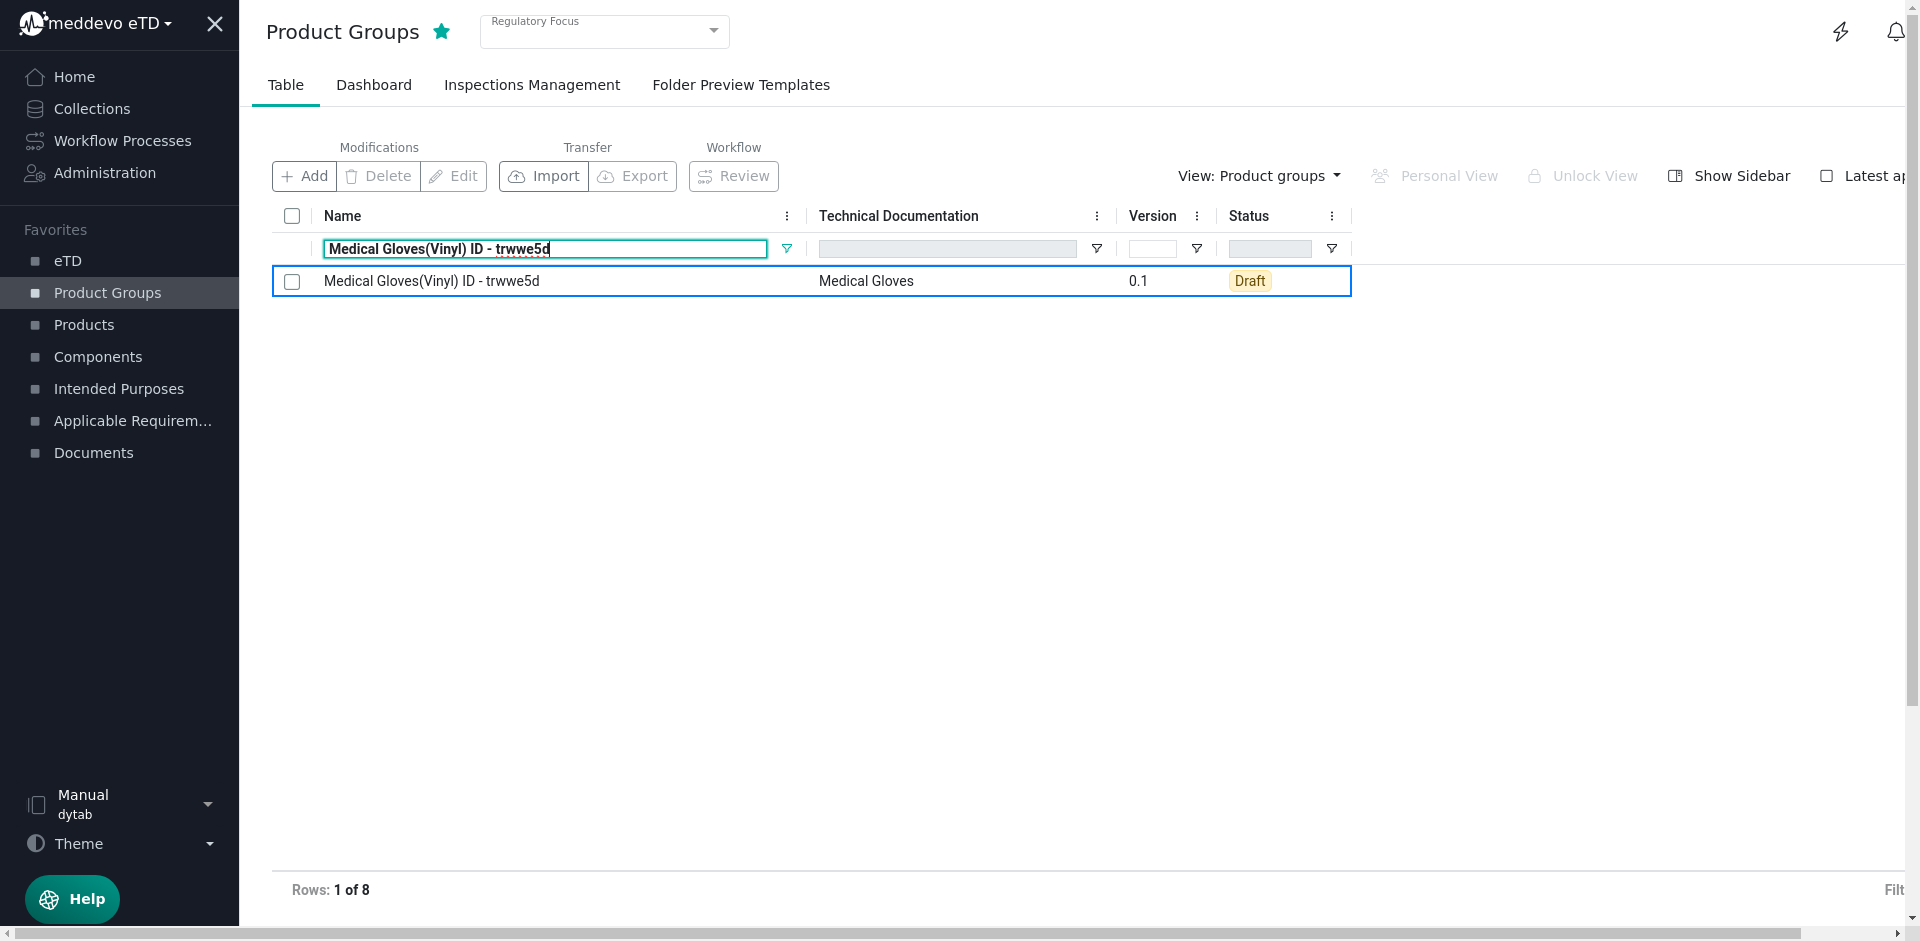 meddevo eTD
Home
Collections
Workflow Processes
Administration
Favorites
eTD
Product Groups
Products
Components
Intended Purposes
Applicable Requirem...
Documents
Manual
dytab
Theme
Help
Product Groups
Regulatory Focus
Table Dashboard Inspections Management Folder Preview Templates
Modifications Transfer Workflow
Add Delete Edit Import Export Review View: Product groups Personal View Unlock View Show Sidebar Latest ap
Name Technical Documentation Version Status
Medical Gloves(Vinyl) ID - trwwe5d
Medical Gloves(Vinyl) ID - trwwe5d Medical Gloves 0.1 Draft
Rows: 1 of 8 Filt